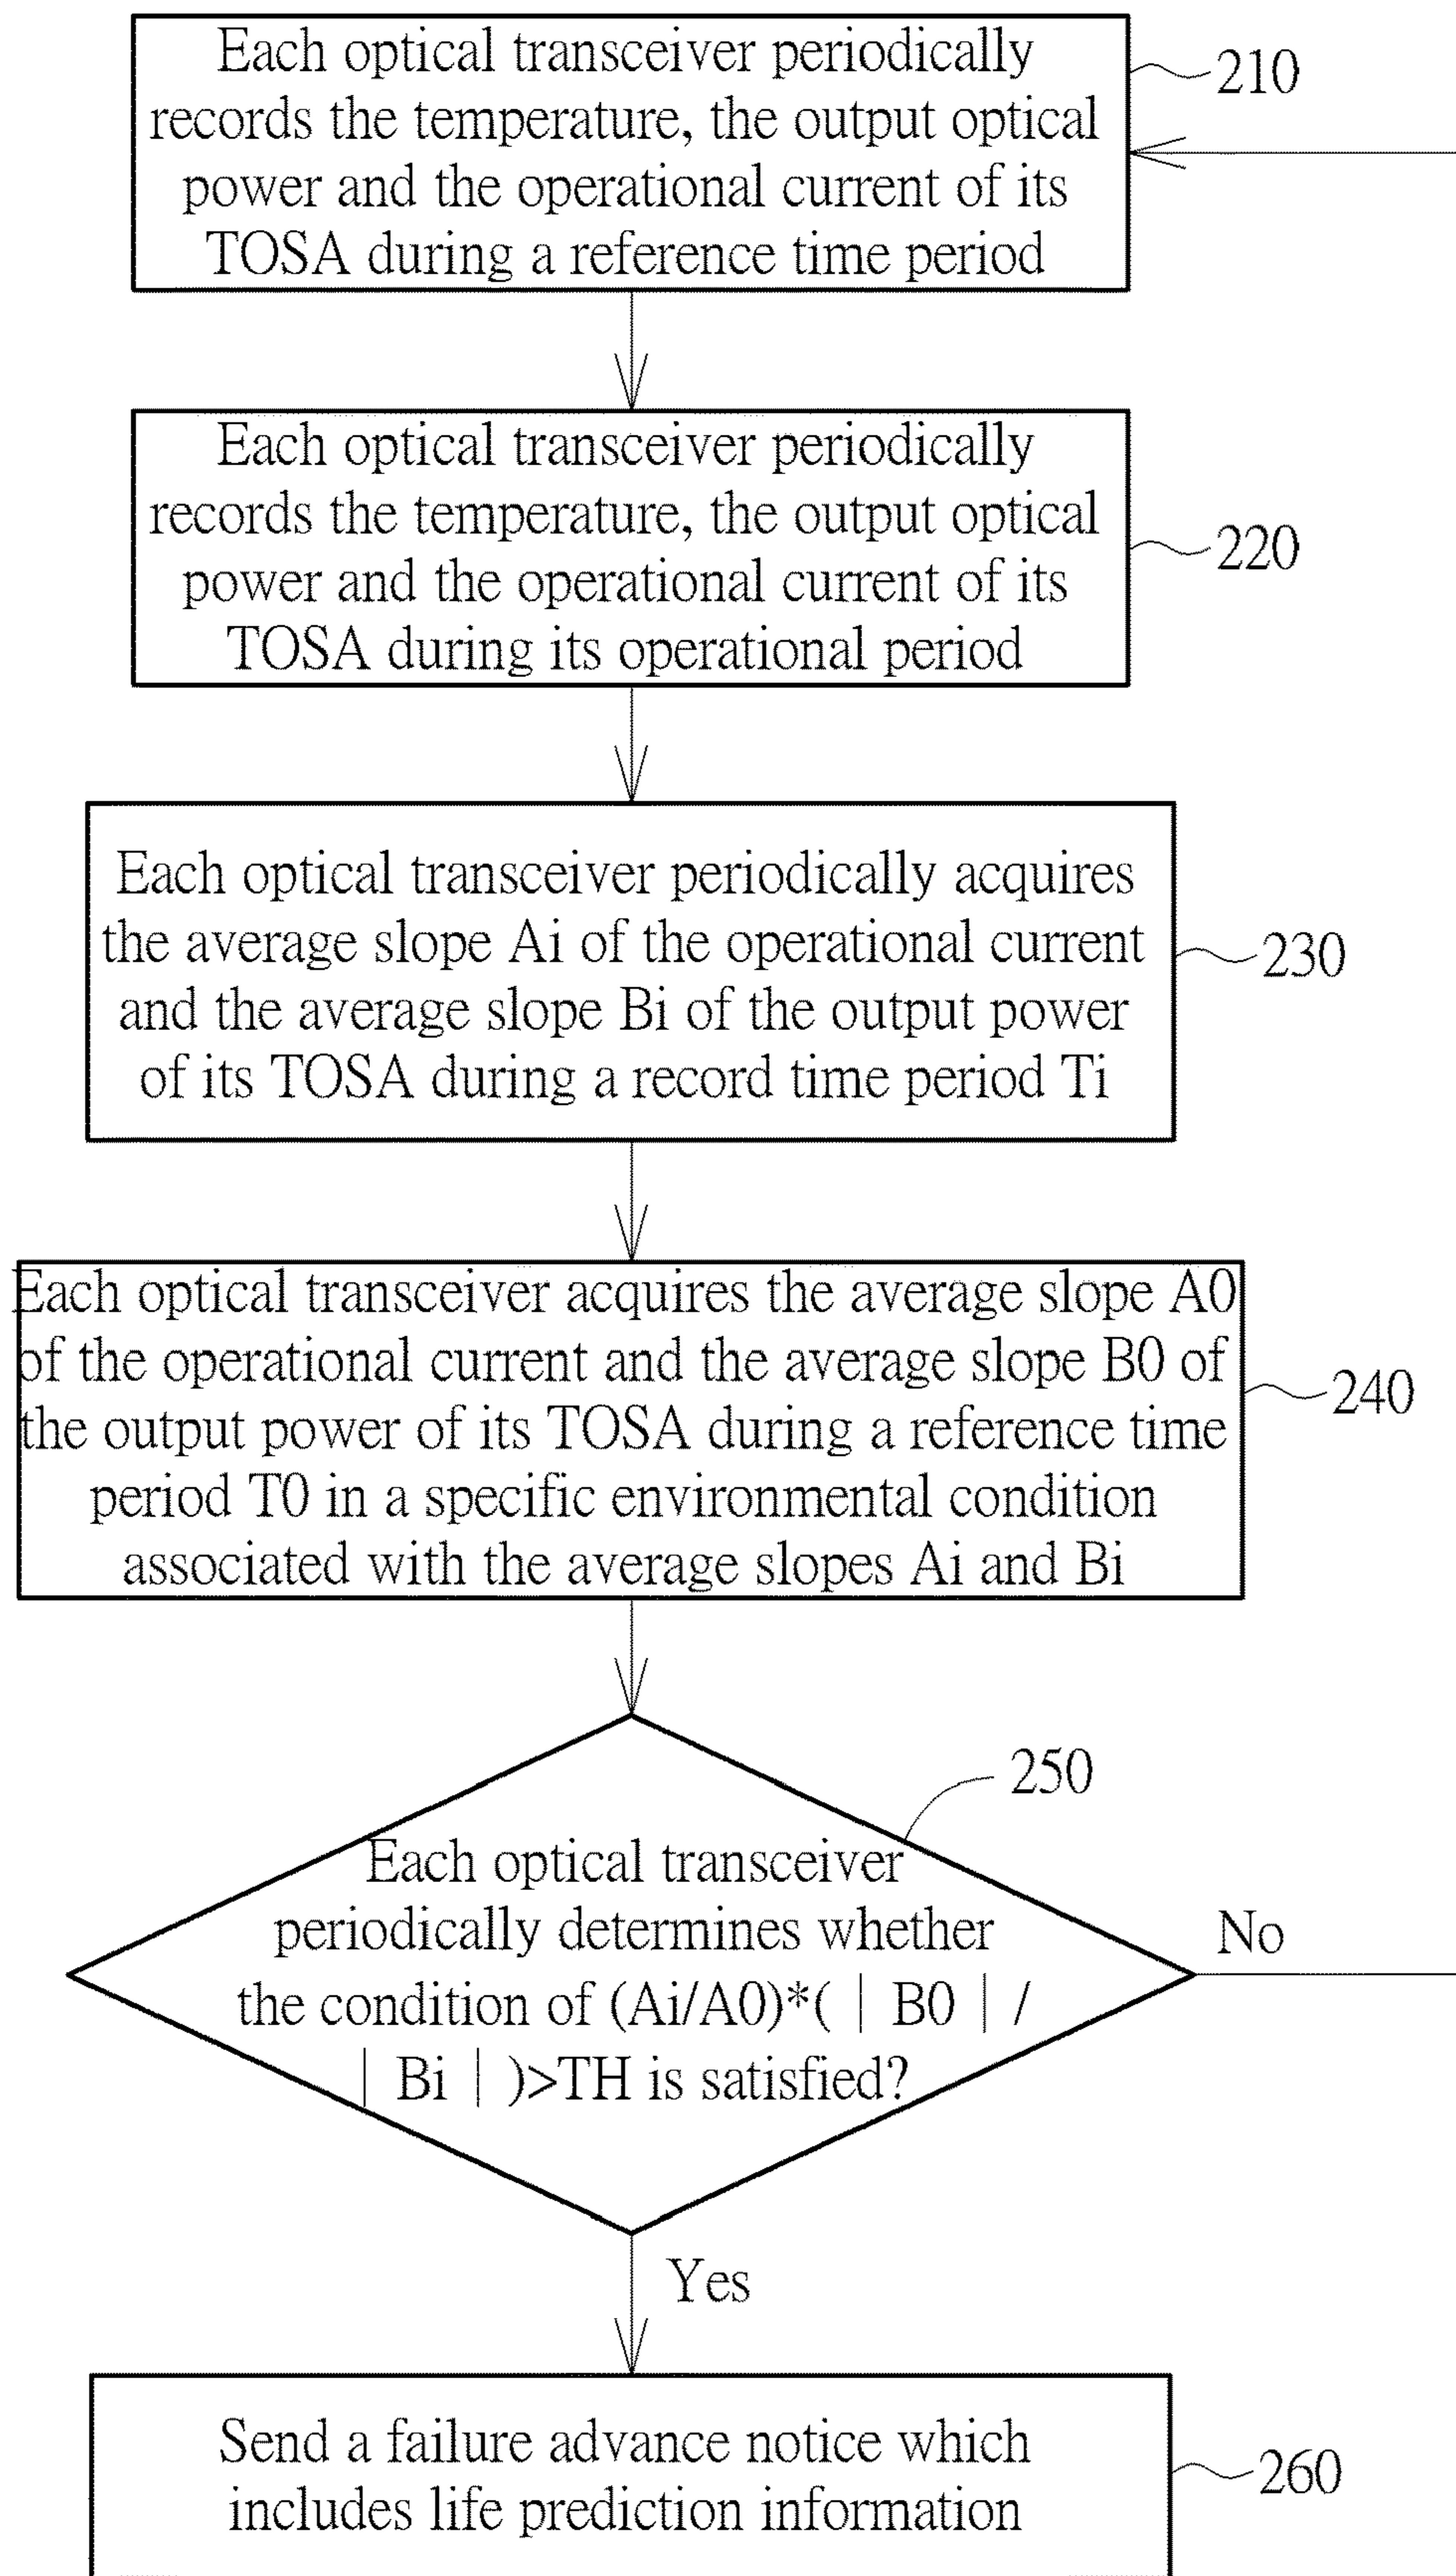 Each optical transceiver periodically
records the temperature, the output optical
power and the operational current of its
TOSA during a reference time period
210
Each optical transceiver periodically
records the temperature, the output optical
power and the operational current of its
TOSA during its operational period
220
Each optical transceiver periodically acquires
the average slope Ai of the operational current
and the average slope Bi of the output power
of its TOSA during a record time period Ti
230
Each optical transceiver acquires the average slope A0
of the operational current and the average slope B0 of
the output power of its TOSA during a reference time
period T0 in a specific environmental condition
associated with the average slopes Ai and Bi
240
250
Each optical transceiver
periodically determines whether
the condition of (Ai/A0)*( | B0 | /
| Bi | )>TH is satisfied?
No
Yes
Send a failure advance notice which
includes life prediction information
260